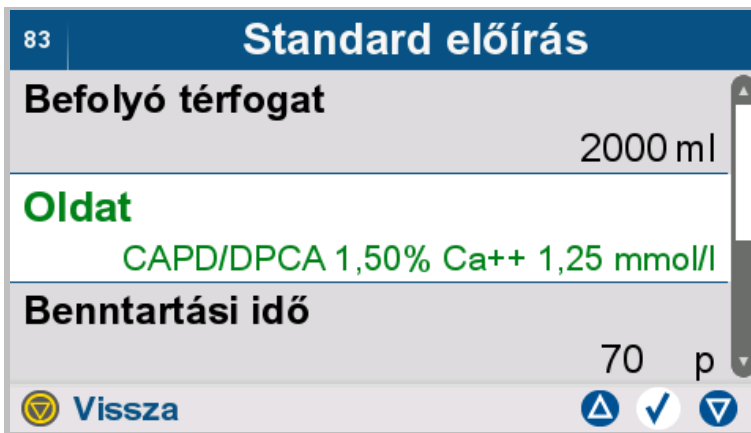 83 Standard előírás
Befolyó térfogat
2000 ml
Oldat
CAPD/DPCA 1,50% Ca++ 1,25 mmol/l
Benntartási idő
70 p
Vissza